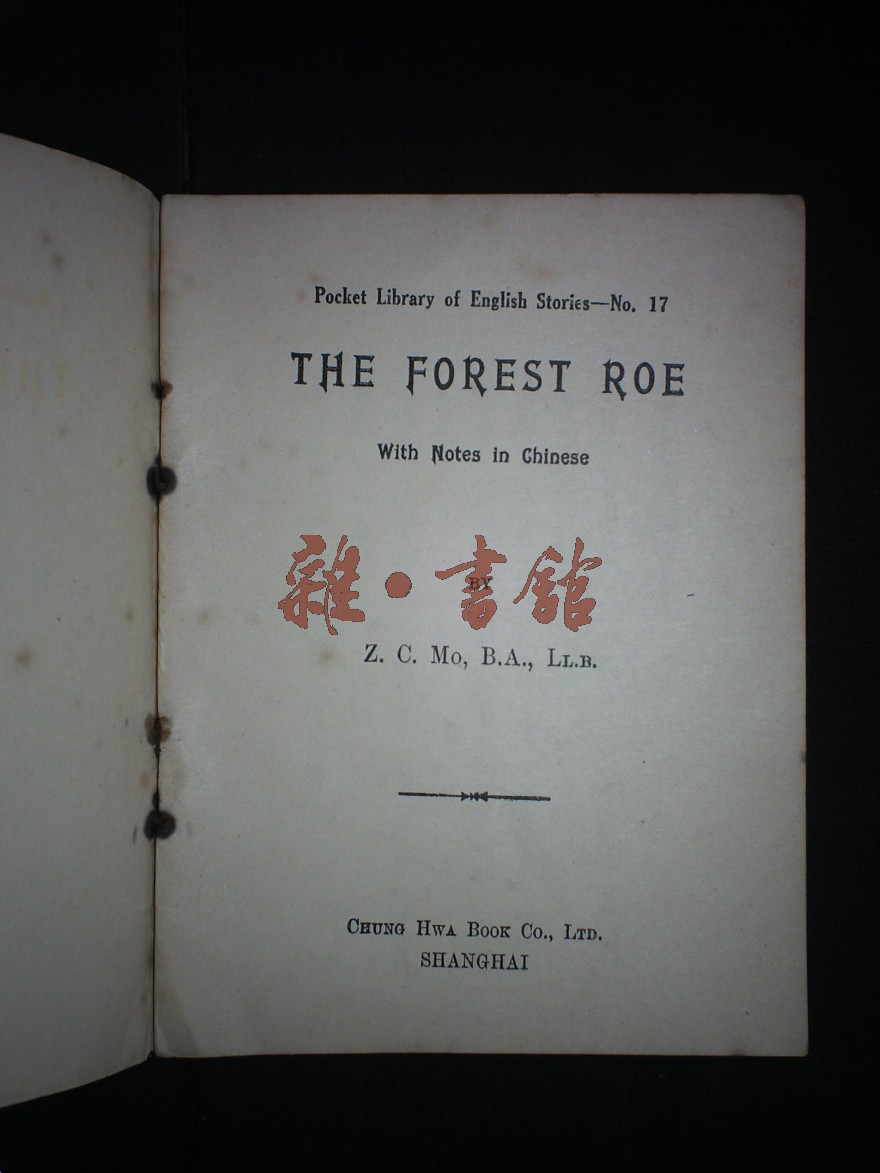 Pocket Library of English Stories—No. 17
THE FOREST ROE
With Notes in Chinese
BY
雜・書館
Z. C. Mo, B.A., LL.B.
CHUNG HWA BOOK CO., LTD.
SHANGHAI